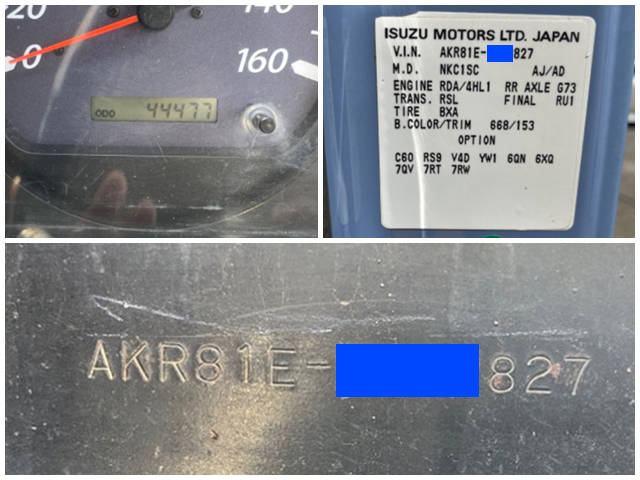 20
140
0
160
ODO 44477
ISUZU MOTORS LTD. JAPAN
V.I.N. AKR81E- 827
M.D. NKC1SC AJ/AD
ENGINE RDA/4HL1 RR AXLE G73
TRANS. RSL FINAL RU1
TIRE BXA
B.COLOR/TRIM 668/153
OPTION
C60 RS9 V4D YW1 6QN 6XQ
7QV 7RT 7RW
AKR81E- 827